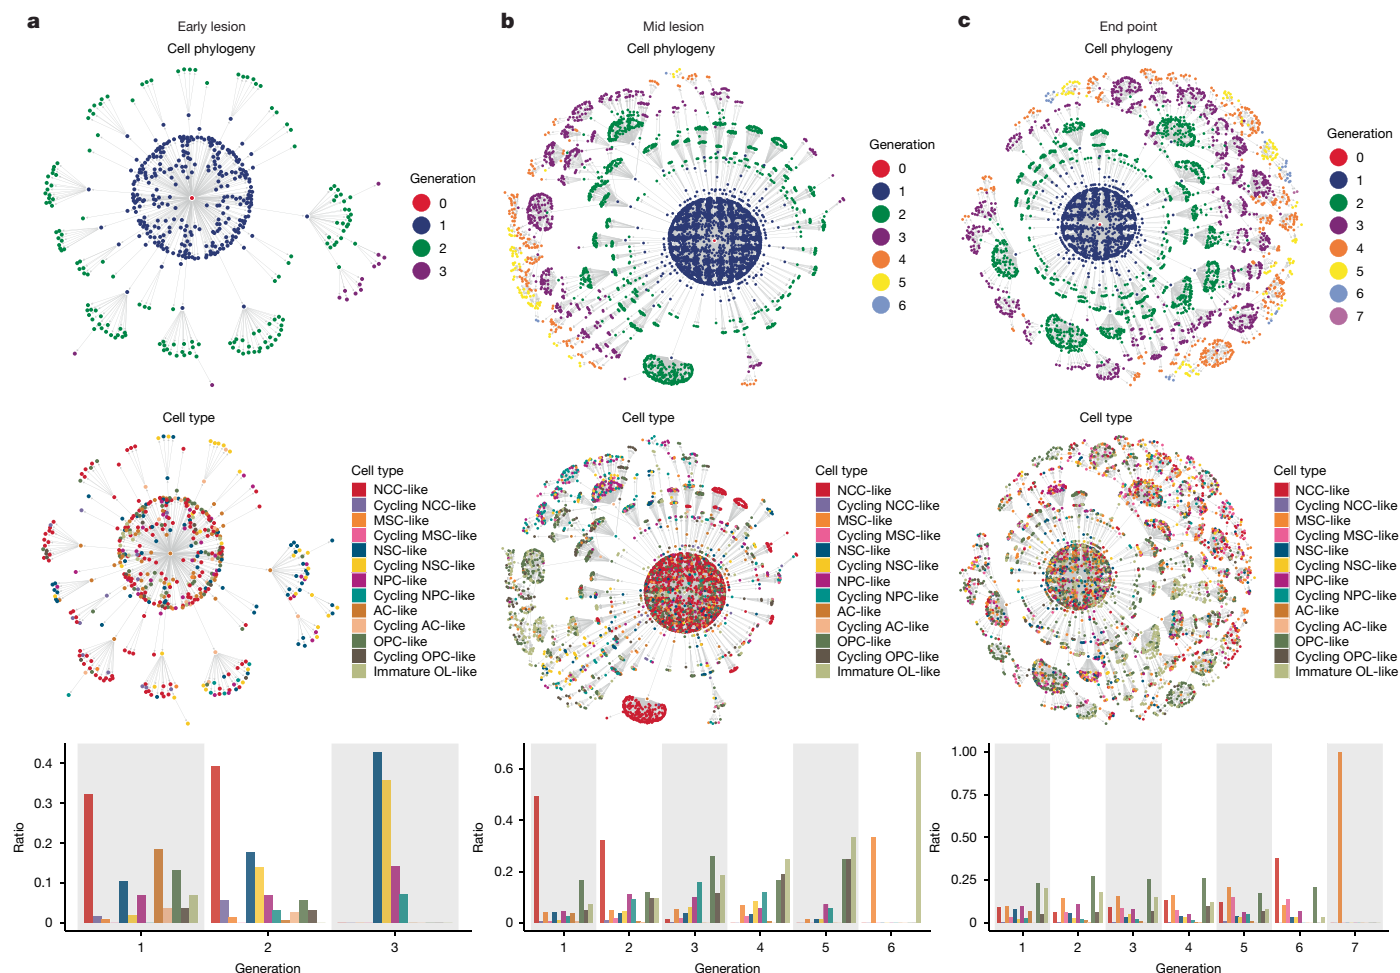 a
Early lesion
Cell phylogeny
Generation
0
1
2
3
Cell type
Cell type
NCC-like
Cycling NCC-like
MSC-like
Cycling MSC-like
NSC-like
Cycling NSC-like
NPC-like
Cycling NPC-like
AC-like
Cycling AC-like
OPC-like
Cycling OPC-like
Immature OL-like
Ratio
0.4
0.3
0.2
0.1
0
1 2 3
Generation
b
Mid lesion
Cell phylogeny
Generation
0
1
2
3
4
5
6
Cell type
Cell type
NCC-like
Cycling NCC-like
MSC-like
Cycling MSC-like
NSC-like
Cycling NSC-like
NPC-like
Cycling NPC-like
AC-like
Cycling AC-like
OPC-like
Cycling OPC-like
Immature OL-like
Ratio
0.6
0.4
0.2
0
1 2 3 4 5 6
Generation
c
End point
Cell phylogeny
Generation
0
1
2
3
4
5
6
7
Cell type
Cell type
NCC-like
Cycling NCC-like
MSC-like
Cycling MSC-like
NSC-like
Cycling NSC-like
NPC-like
Cycling NPC-like
AC-like
Cycling AC-like
OPC-like
Cycling OPC-like
Immature OL-like
Ratio
1.00
0.75
0.50
0.25
0
1 2 3 4 5 6 7
Generation